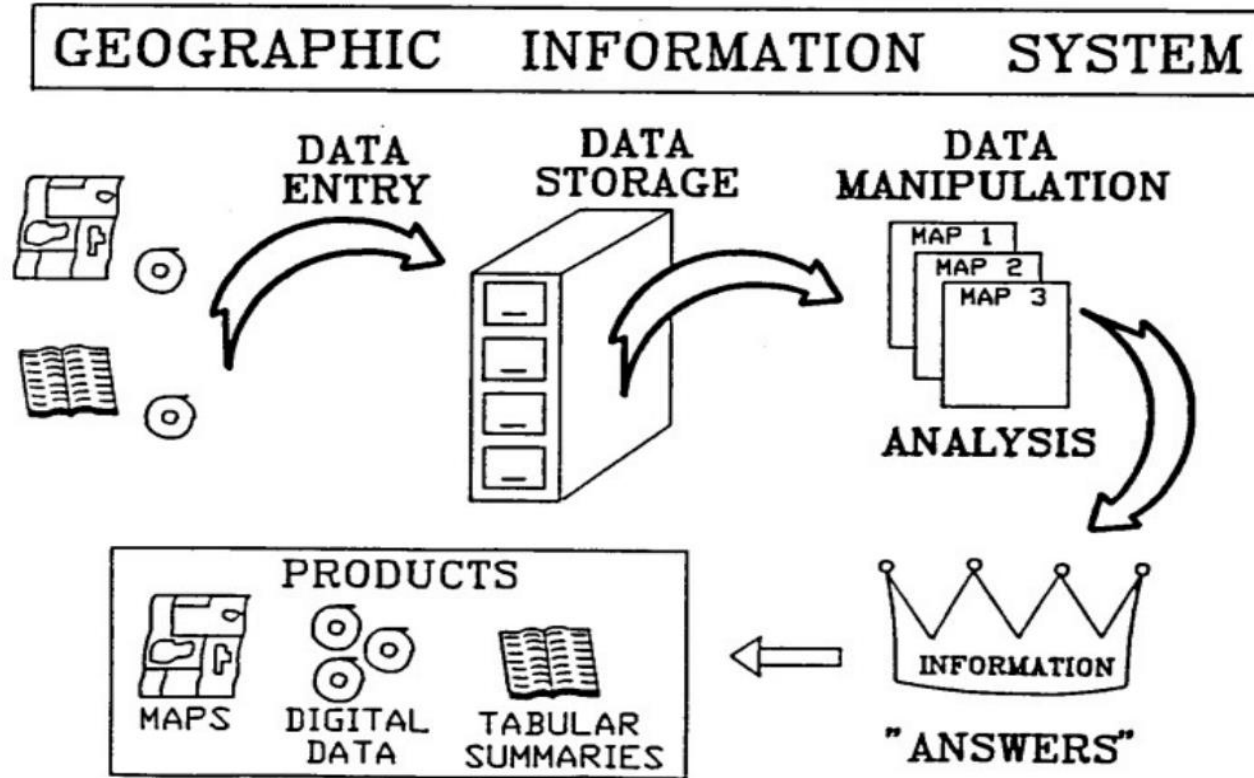 GEOGRAPHIC INFORMATION SYSTEM
DATA
ENTRY
DATA
STORAGE
DATA
MANIPULATION
MAP 1
MAP 2
MAP 3
ANALYSIS
INFORMATION
"ANSWERS"
PRODUCTS
MAPS
DIGITAL
DATA
TABULAR
SUMMARIES